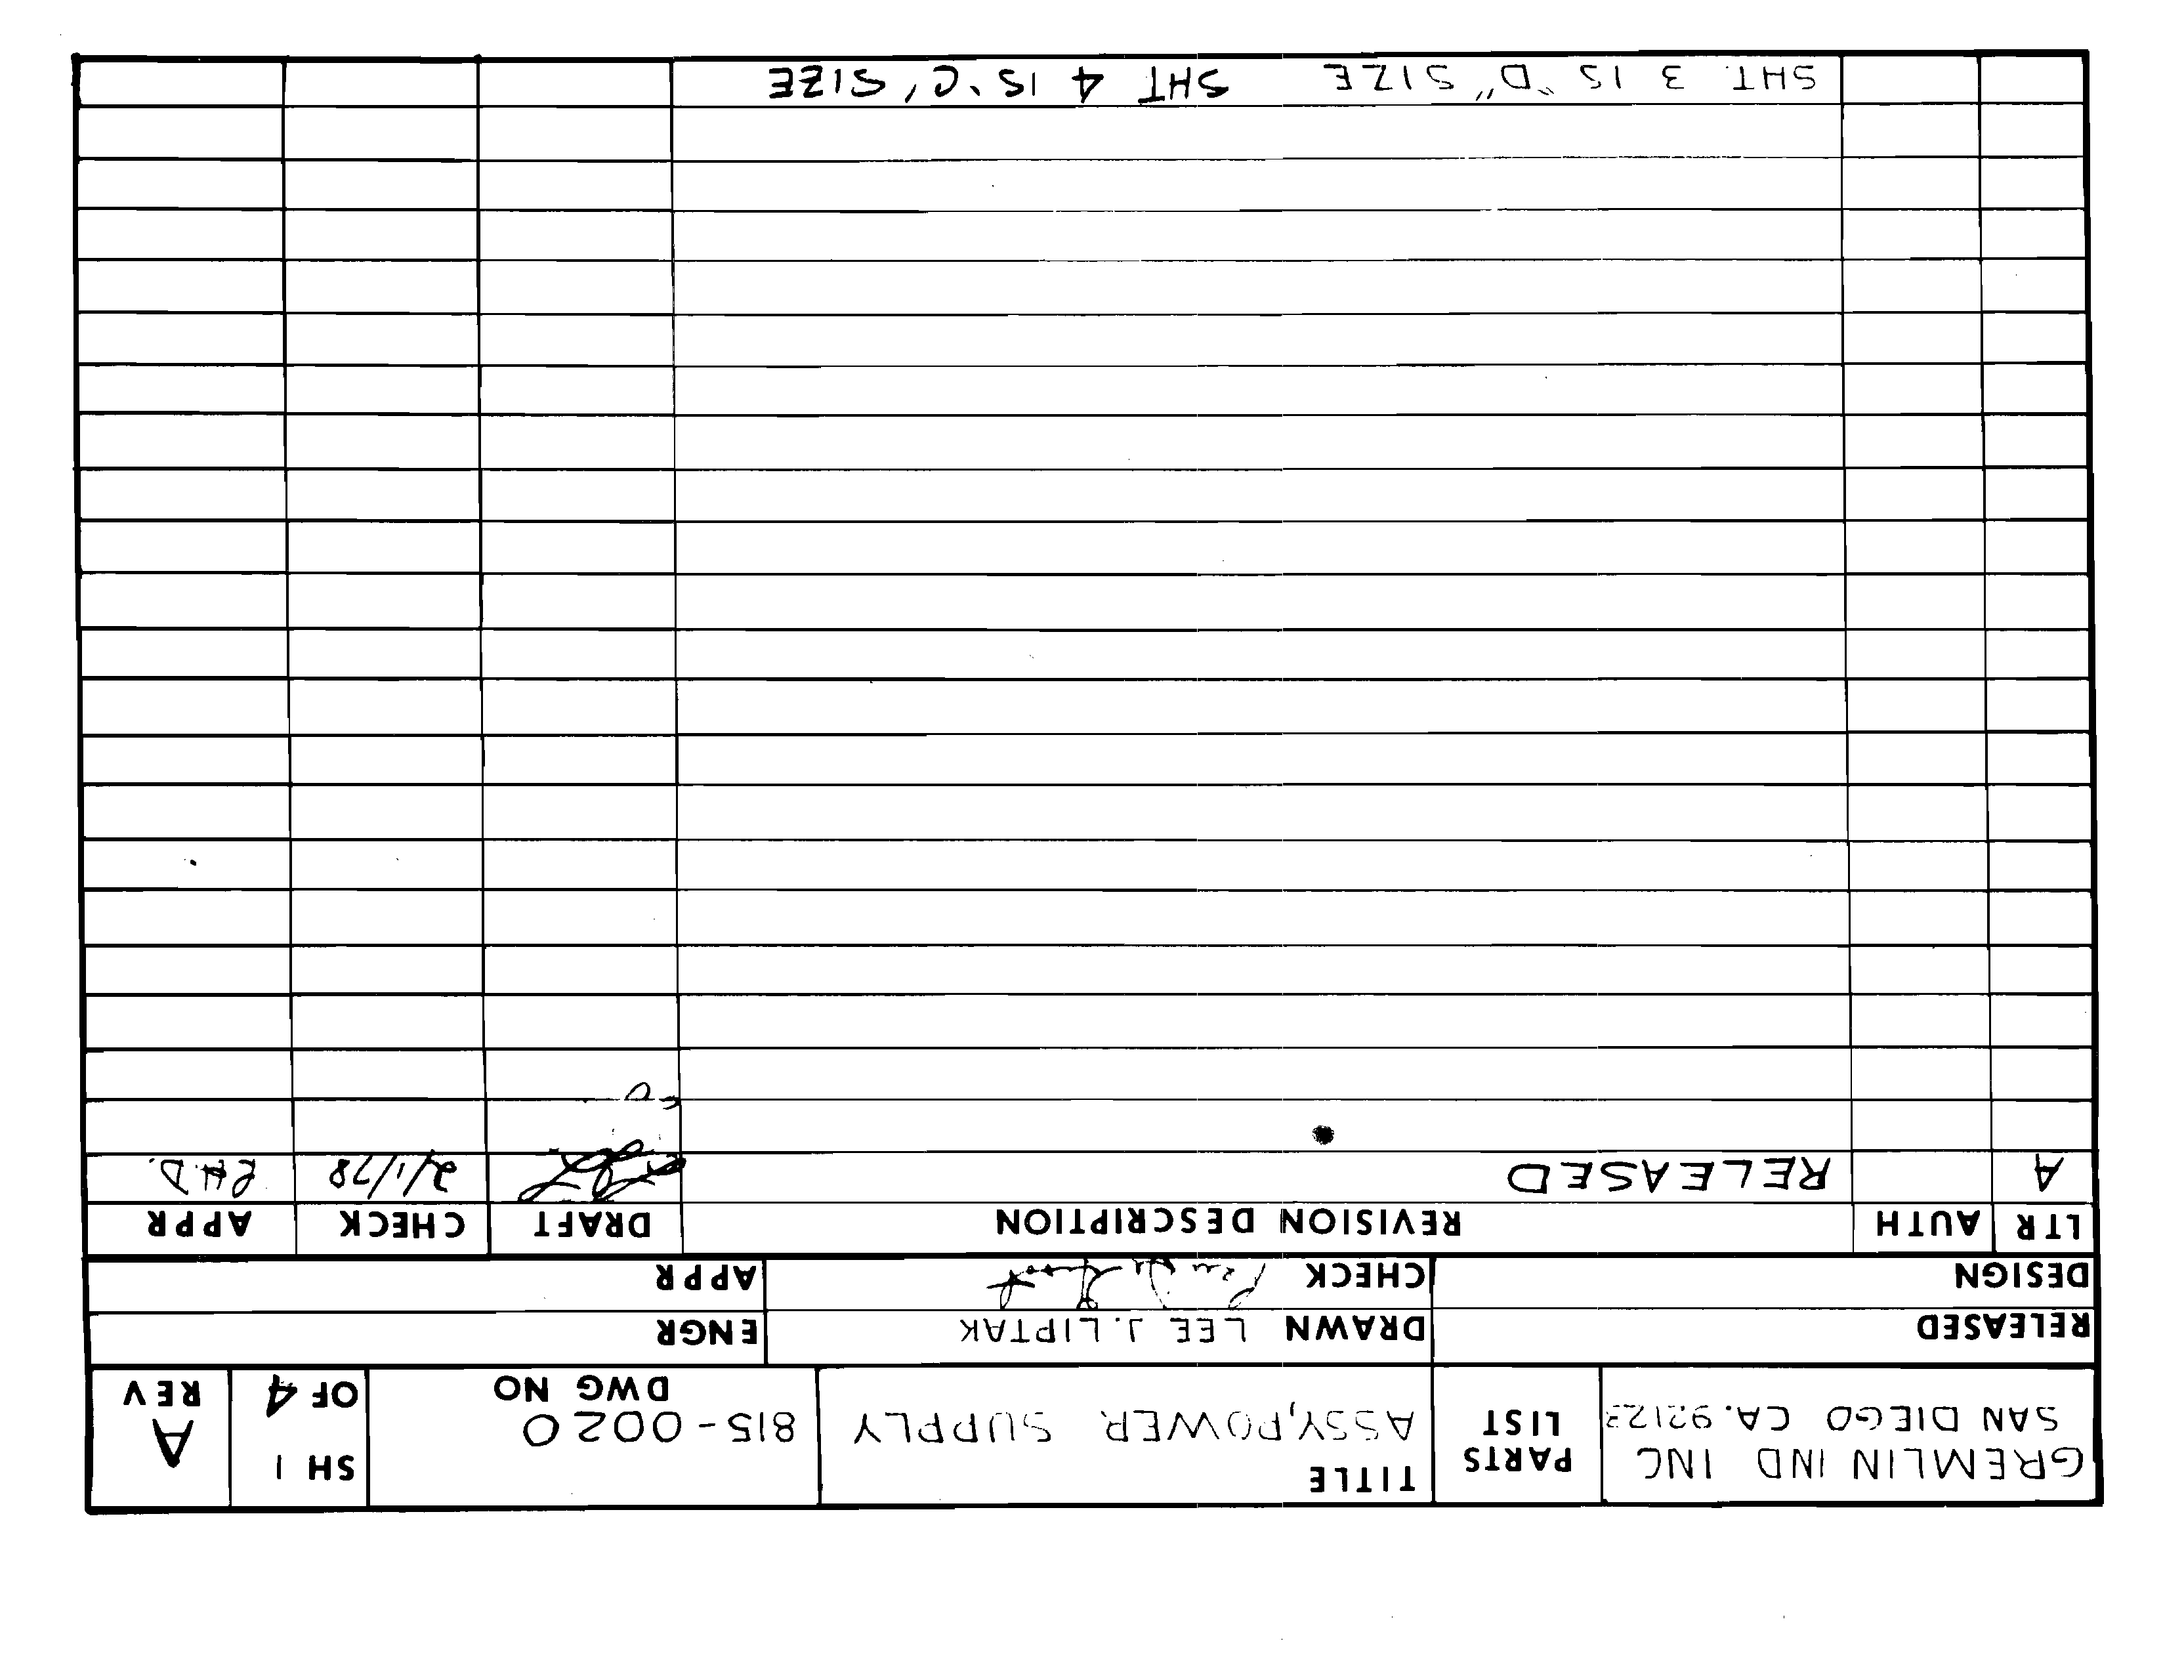 GREMLIN IND INC
SAN DIEGO CA. 92123
PARTS LIST
TITLE
ASSY,POWER SUPPLY
815-0020
DWG NO
SH 1
OF 4
A
REV
RELEASED
DRAWN LEE J. LIPTAK
ENGR
DESIGN
CHECK
APPR
LTR AUTH REVISION DESCRIPTION DRAFT CHECK APPR
A RELEASED 2/1/78
SHT. 3 IS "D" SIZE SHT 4 IS 'C' SIZE